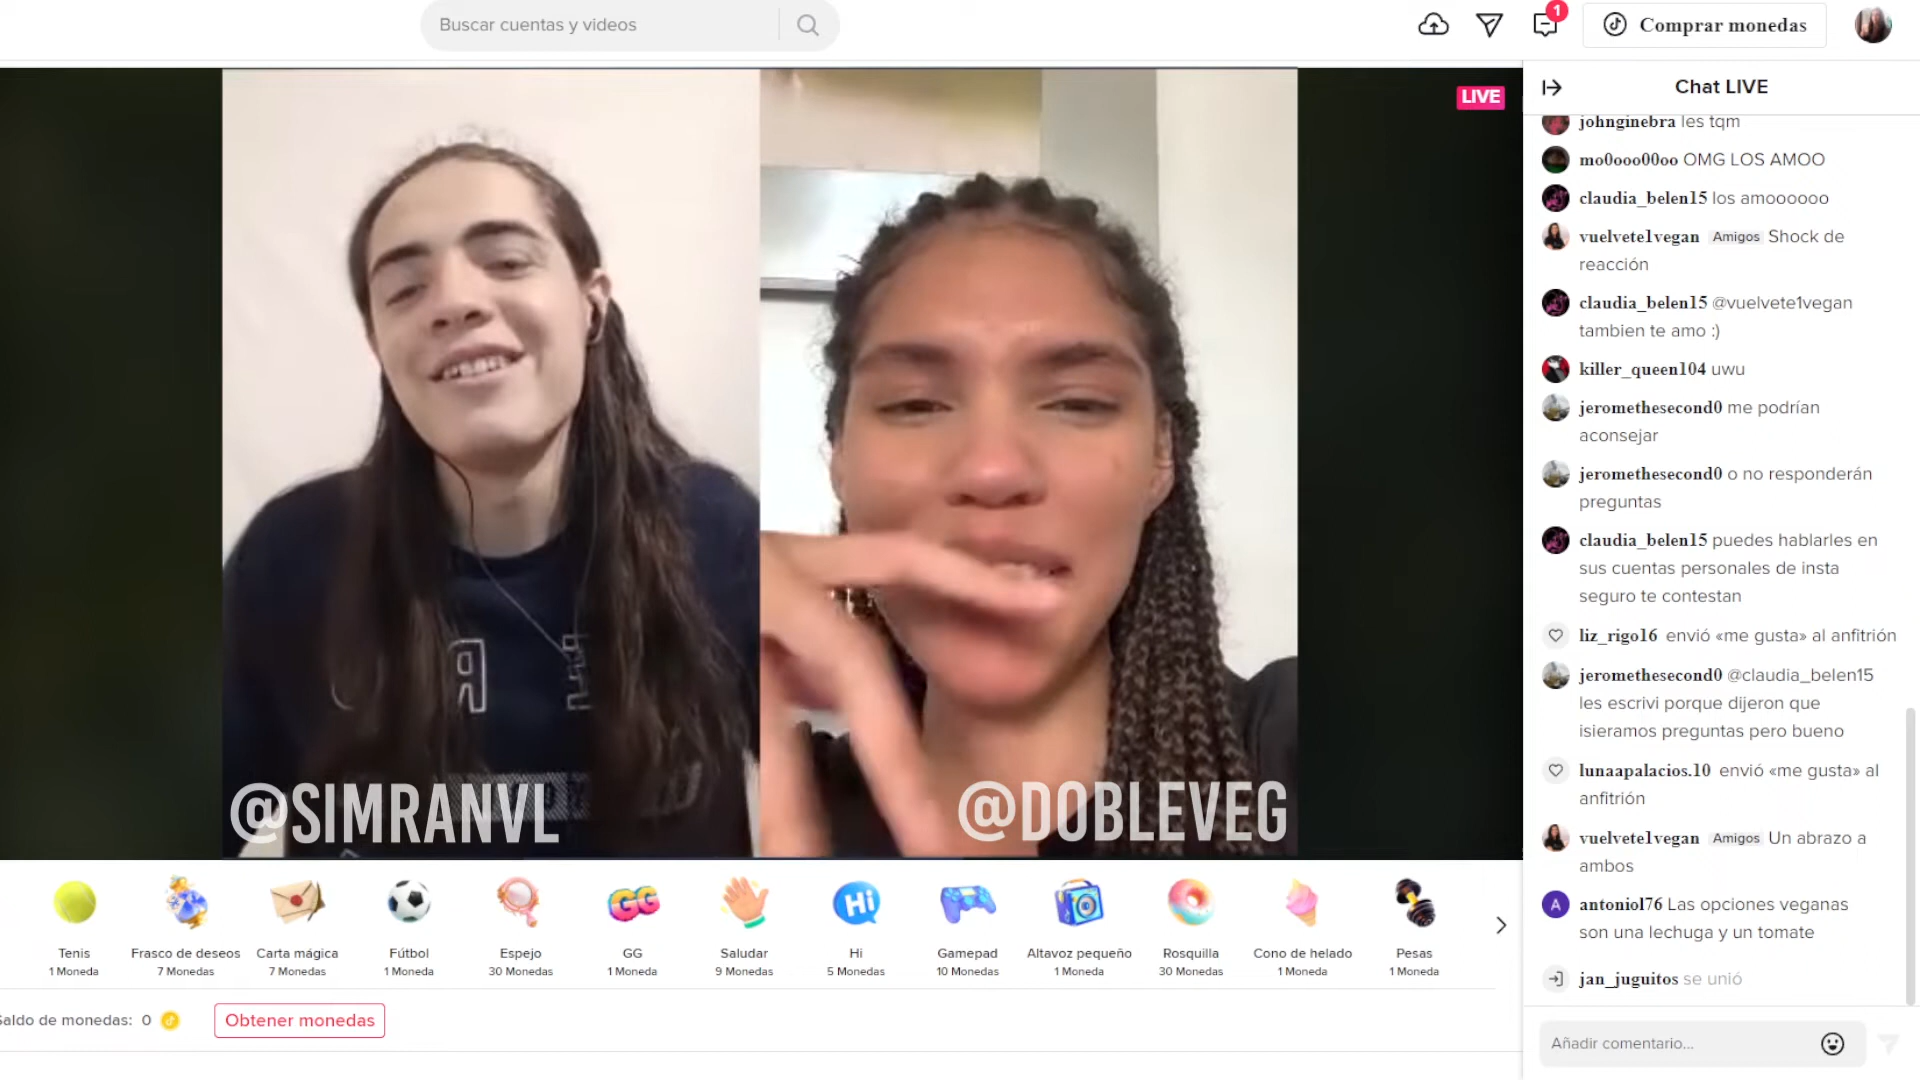 Buscar cuentas y videos
1
Comprar monedas
LIVE
Chat LIVE
johnginebra les tqm
mo0ooo00oo OMG LOS AMOO
claudia_belen15 los amoooooo
vuelvete1vegan Amigos Shock de
reacción
claudia_belen15 @vuelvete1vegan
tambien te amo :)
killer_queen104 uwu
jeromethesecond0 me podrían
aconsejar
jeromethesecond0 o no responderán
preguntas
claudia_belen15 puedes hablarles en
sus cuentas personales de insta
seguro te contestan
liz_rigo16 envió «me gusta» al anfitrión
jeromethesecond0 @claudia_belen15
les escrivi porque dijeron que
isieramos preguntas pero bueno
lunaapalacios.10 envió «me gusta» al
anfitrión
vuelvete1vegan Amigos Un abrazo a
ambos
A antoniol76 Las opciones veganas
son una lechuga y un tomate
jan_juguitos se unió
Añadir comentario...
@SIMRANVL
@DOBLEVEG
GG
Hi
Tenis
1 Moneda
Frasco de deseos
7 Monedas
Carta mágica
7 Monedas
Fútbol
1 Moneda
Espejo
30 Monedas
GG
1 Moneda
Saludar
9 Monedas
Hi
5 Monedas
Gamepad
10 Monedas
Altavoz pequeño
1 Moneda
Rosquilla
30 Monedas
Cono de helado
1 Moneda
Pesas
1 Moneda
Saldo de monedas: 0
Obtener monedas